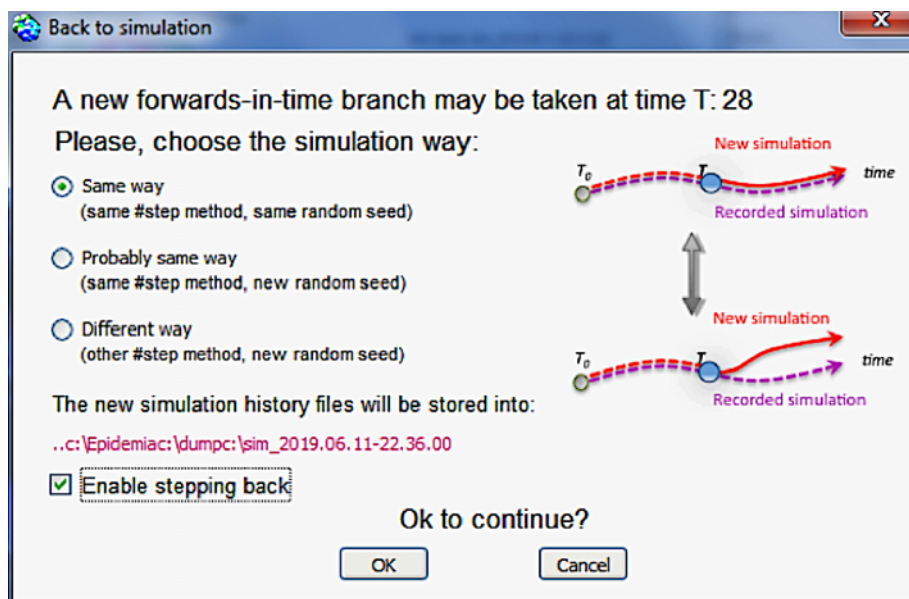 Back to simulation
x
A new forwards-in-time branch may be taken at time T: 28
Please, choose the simulation way:
Same way
(same #step method, same random seed)
Probably same way
(same #step method, new random seed)
Different way
(other #step method, new random seed)
New simulation
T0
T
time
Recorded simulation
New simulation
T0
T
time
Recorded simulation
The new simulation history files will be stored into:
..c:\Epidemiac:\dumpc:\sim_2019.06.11-22.36.00
Enable stepping back
Ok to continue?
OK
Cancel